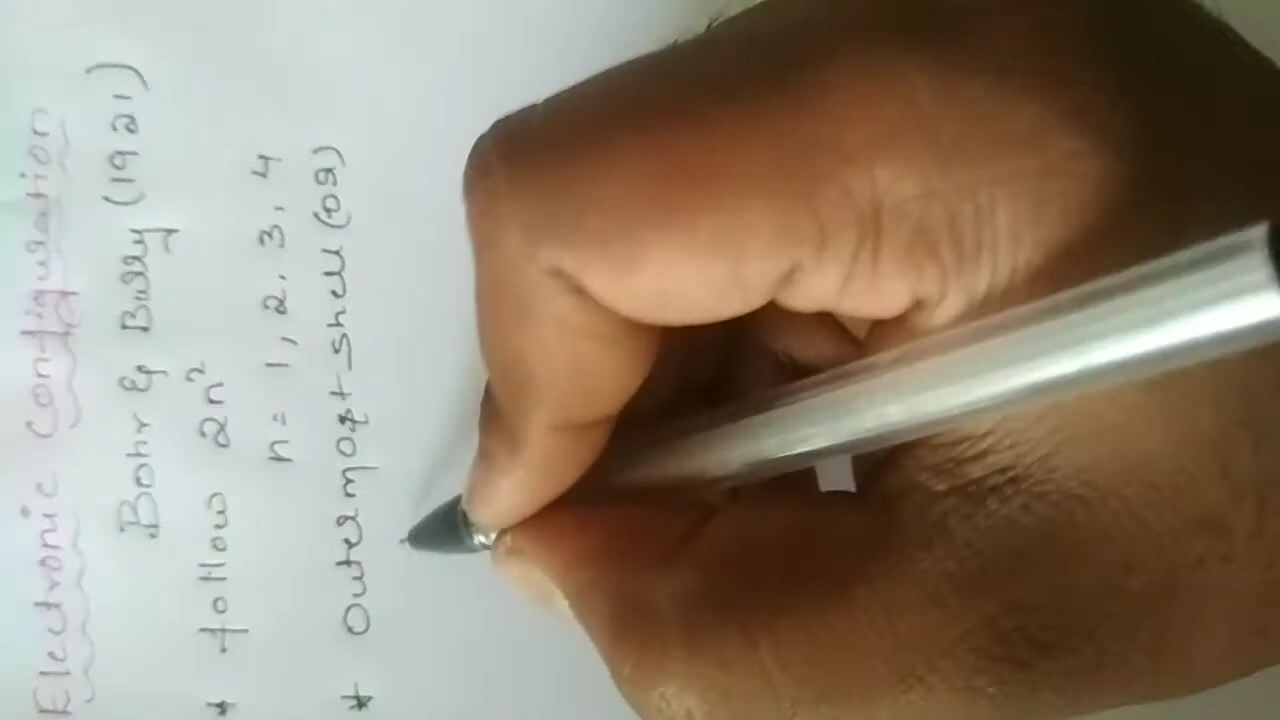 Electronic Configuration
Bohr & Burry (1921)
* follow 2n²
n = 1, 2, 3, 4
* Outermost shell (08)